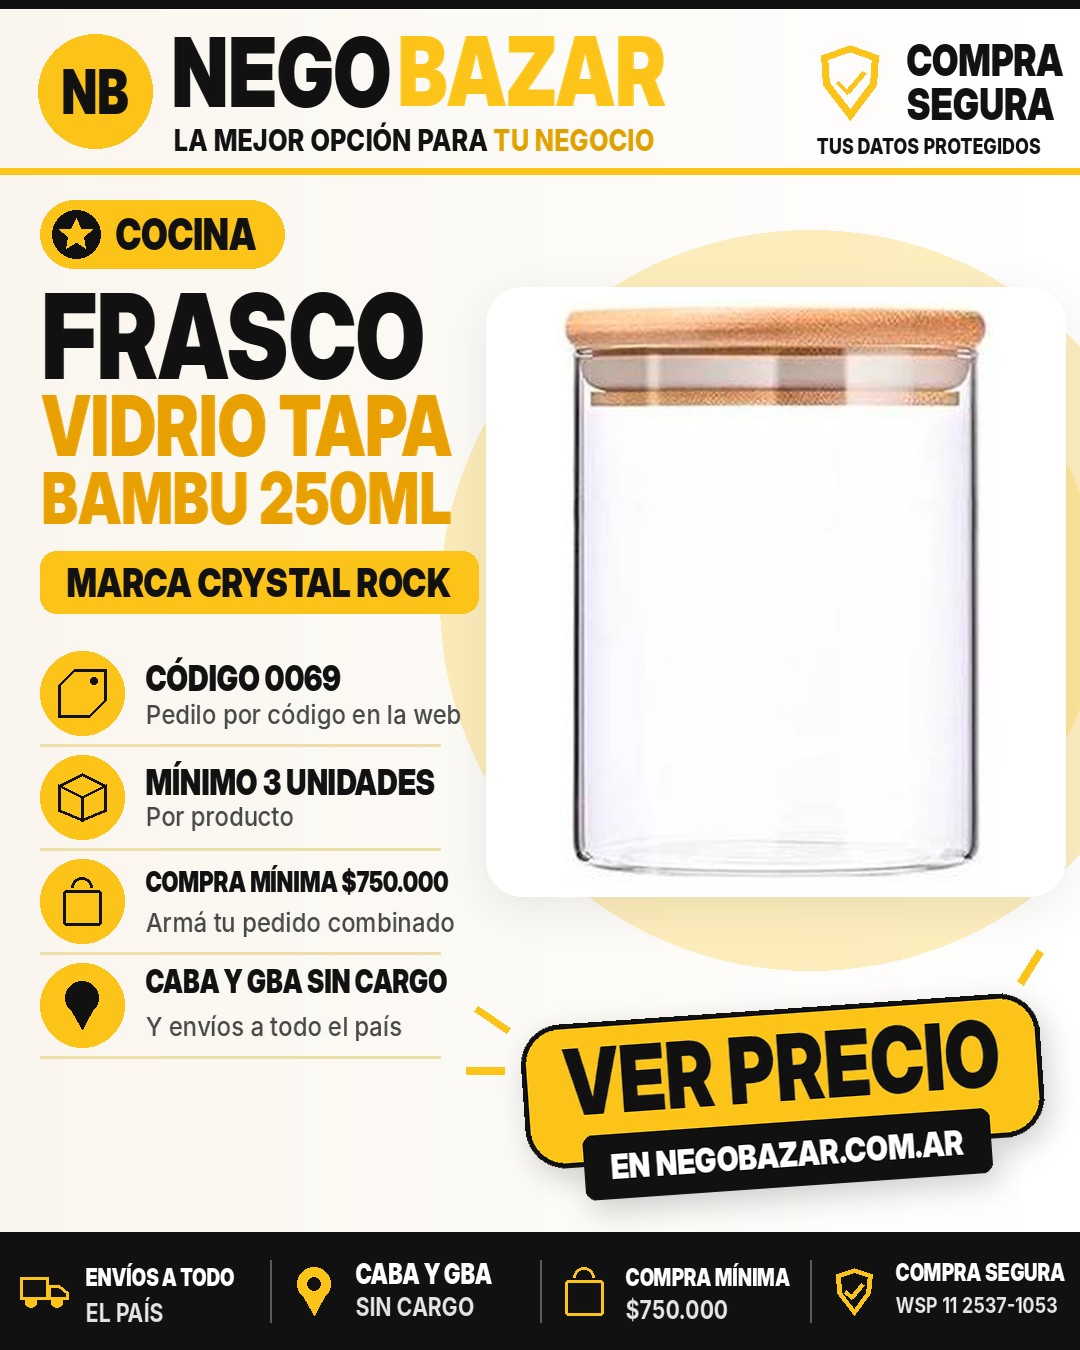 NB
NEGOBAZAR
LA MEJOR OPCIÓN PARA TU NEGOCIO
COMPRA
SEGURA
TUS DATOS PROTEGIDOS
COCINA
FRASCO
VIDRIO TAPA
BAMBU 250ML
MARCA CRYSTAL ROCK
CÓDIGO 0069
Pedilo por código en la web
MÍNIMO 3 UNIDADES
Por producto
COMPRA MÍNIMA $750.000
Armá tu pedido combinado
CABA Y GBA SIN CARGO
Y envíos a todo el país
VER PRECIO
EN NEGOBAZAR.COM.AR
ENVÍOS A TODO
EL PAÍS
CABA Y GBA
SIN CARGO
COMPRA MÍNIMA
$750.000
COMPRA SEGURA
WSP 11 2537-1053